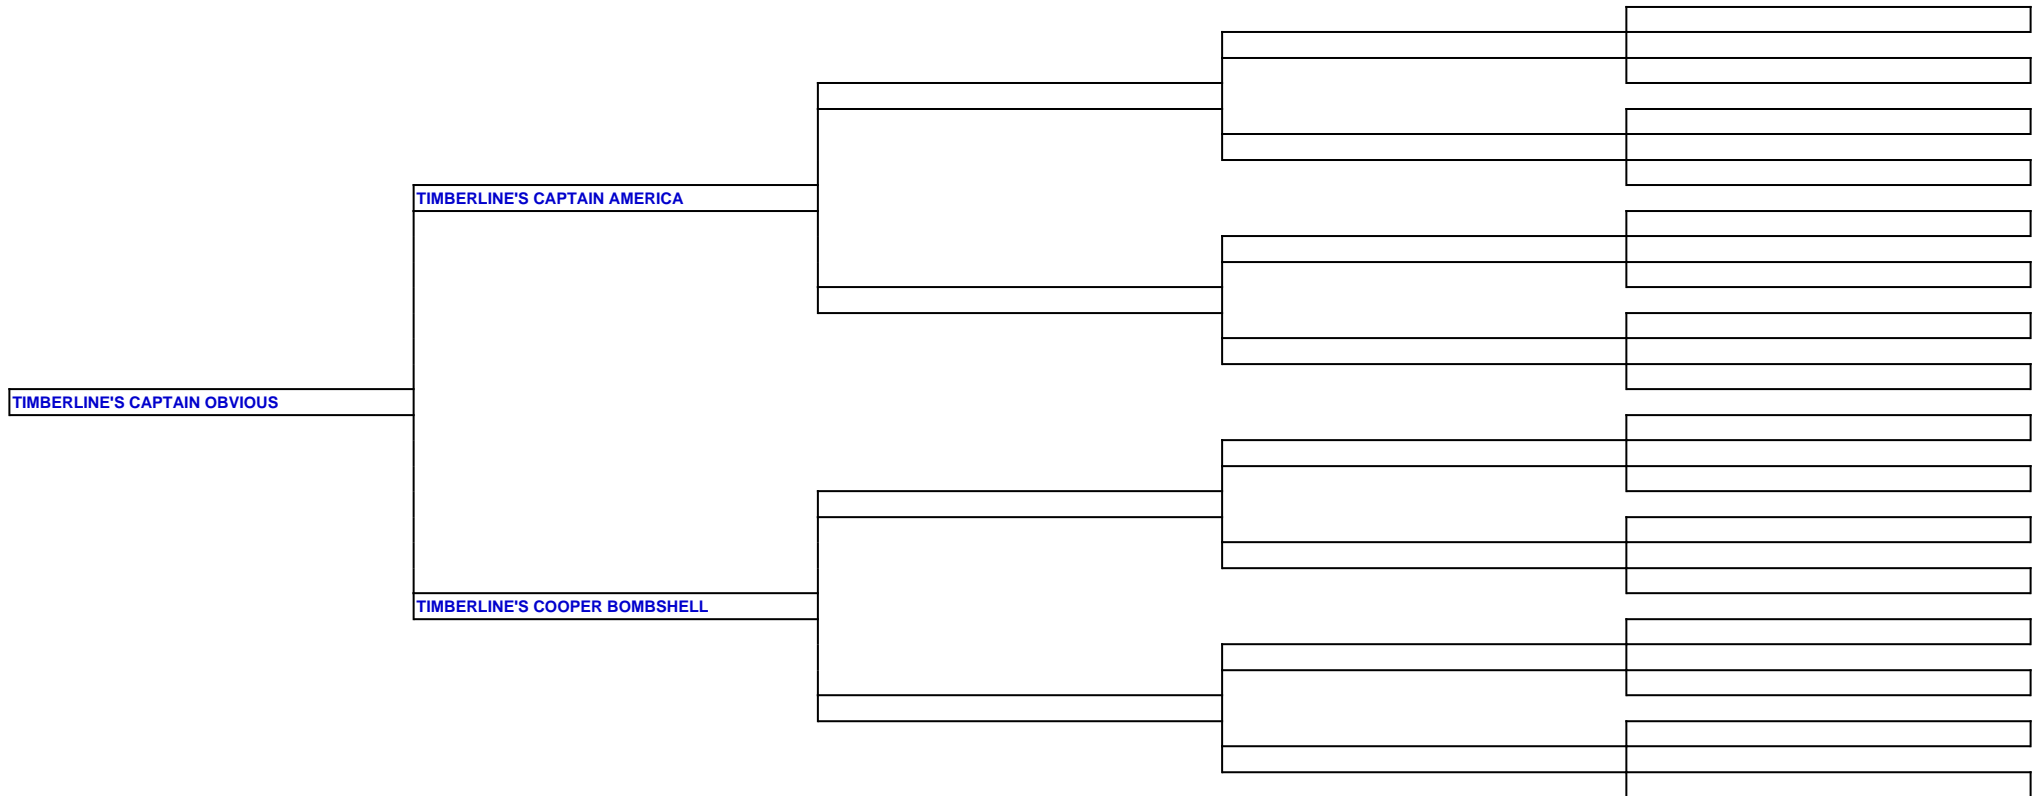 TIMBERLINE'S CAPTAIN AMERICA
TIMBERLINE'S CAPTAIN OBVIOUS
TIMBERLINE'S COOPER BOMBSHELL